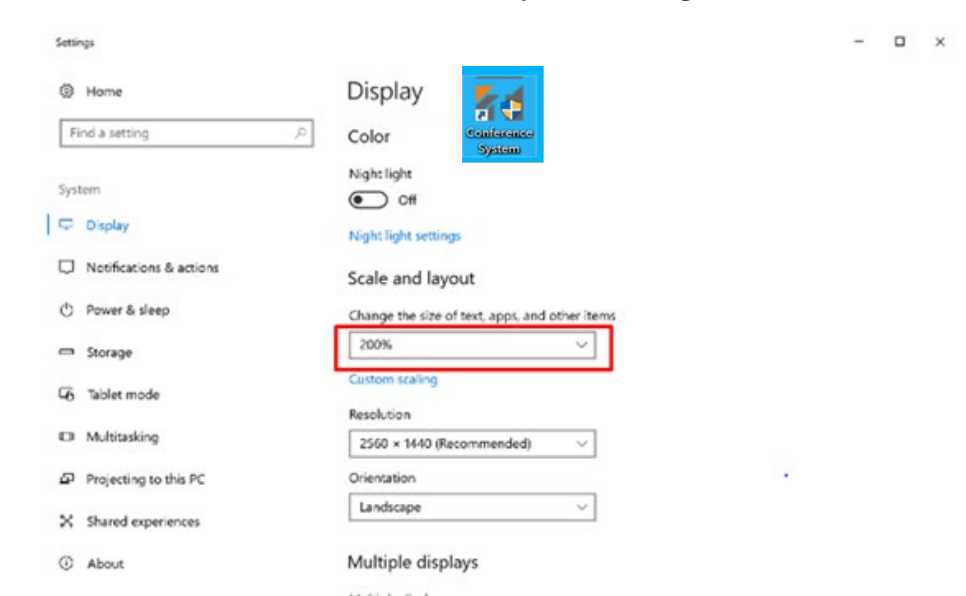 Settings
Home
Find a setting
System
Display
Notifications & actions
Power & sleep
Storage
Tablet mode
Multitasking
Projecting to this PC
Shared experiences
About
Display
Conference
System
Color
Night light
Off
Night light settings
Scale and layout
Change the size of text, apps, and other items
200%
Custom scaling
Resolution
2560 × 1440 (Recommended)
Orientation
Landscape
Multiple displays